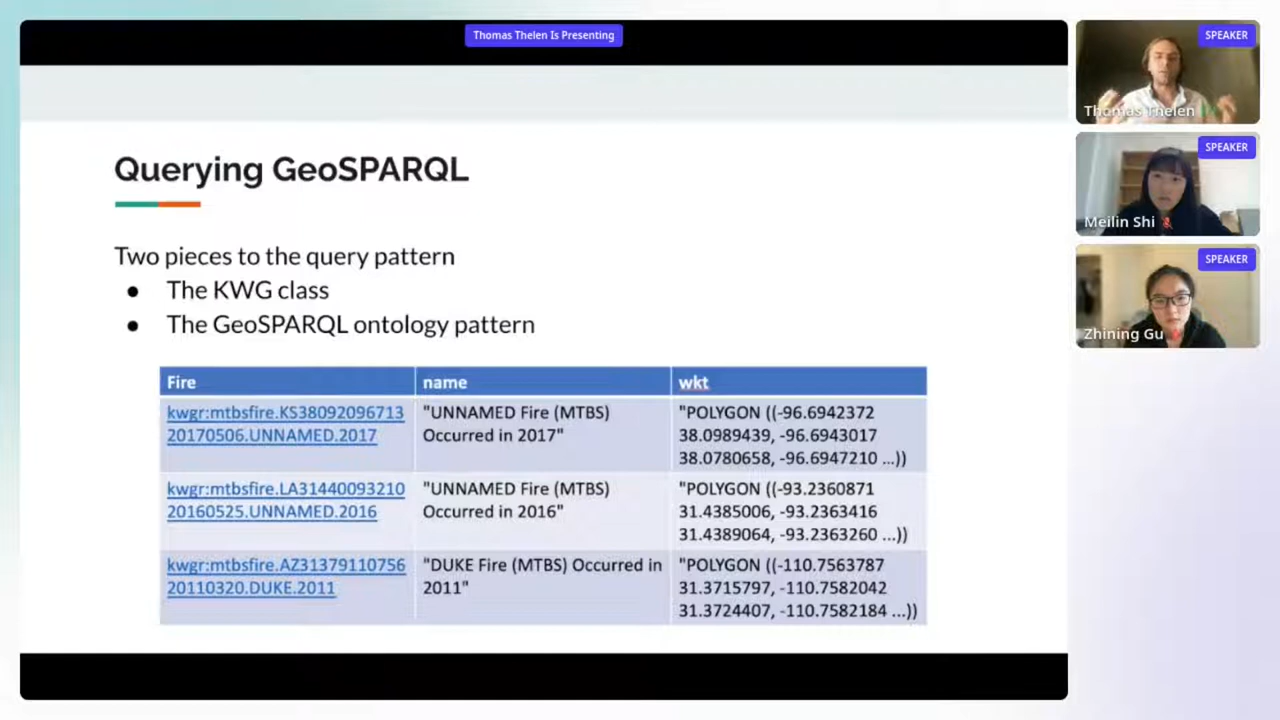 Thomas Thelen Is Presenting
Querying GeoSPARQL
Two pieces to the query pattern
● The KWG class
● The GeoSPARQL ontology pattern
Fire name wkt
kwgr:mtbsfire.KS38092096713
20170506.UNNAMED.2017
"UNNAMED Fire (MTBS)
Occurred in 2017"
"POLYGON ((-96.6942372
38.0989439, -96.6943017
38.0780658, -96.6947210 ...))
kwgr:mtbsfire.LA31440093210
20160525.UNNAMED.2016
"UNNAMED Fire (MTBS)
Occurred in 2016"
"POLYGON ((-93.2360871
31.4385006, -93.2363416
31.4389064, -93.2363260 ...))
kwgr:mtbsfire.AZ31379110756
20110320.DUKE.2011
"DUKE Fire (MTBS) Occurred in
2011"
"POLYGON ((-110.7563787
31.3715797, -110.7582042
31.3724407, -110.7582184 ...))
SPEAKER
Thomas Thelen
SPEAKER
Meilin Shi
SPEAKER
Zhining Gu